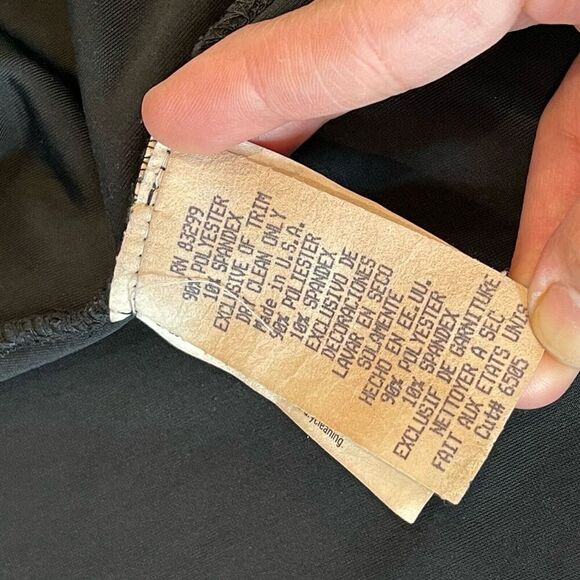 RN 83299
90% POLYESTER
10% SPANDEX
EXCLUSIVE OF TRIM
DRY CLEAN ONLY
Made in U.S.A.
90% POLIESTER
10% SPANDEX
EXCLUSIVO DE
DECORACIONES
LAVAR EN SECO
SOLAMENTE
HECHO EN EE.UU.
90% POLYESTER
10% SPANDEX
EXCLUSIF DE GARNITURE
NETTOYER A SEC
FAIT AUX ETATS UNIS
Cut# 6505
drycleaning.